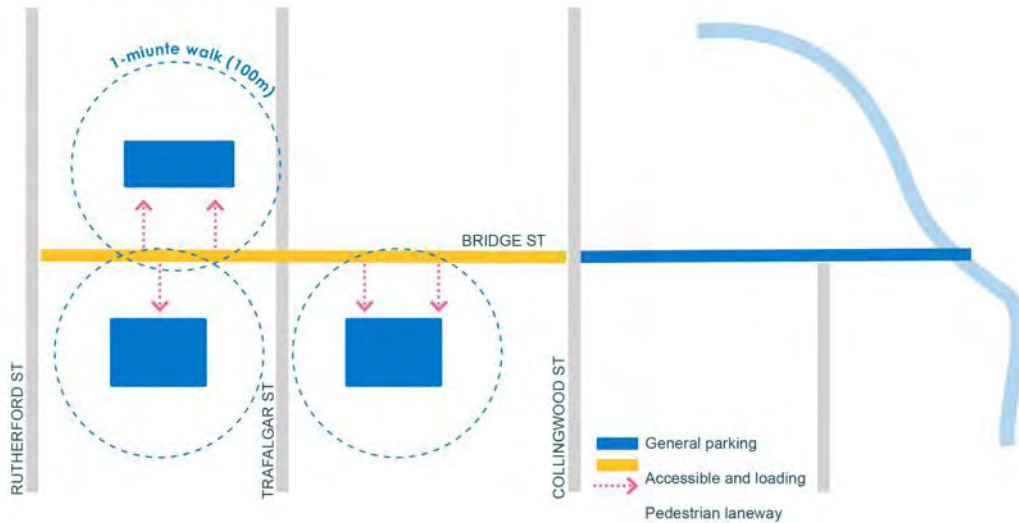 1-miunte walk (100m)
BRIDGE ST
RUTHERFORD ST
TRAFALGAR ST
COLLINGWOOD ST
General parking
Accessible and loading
Pedestrian laneway